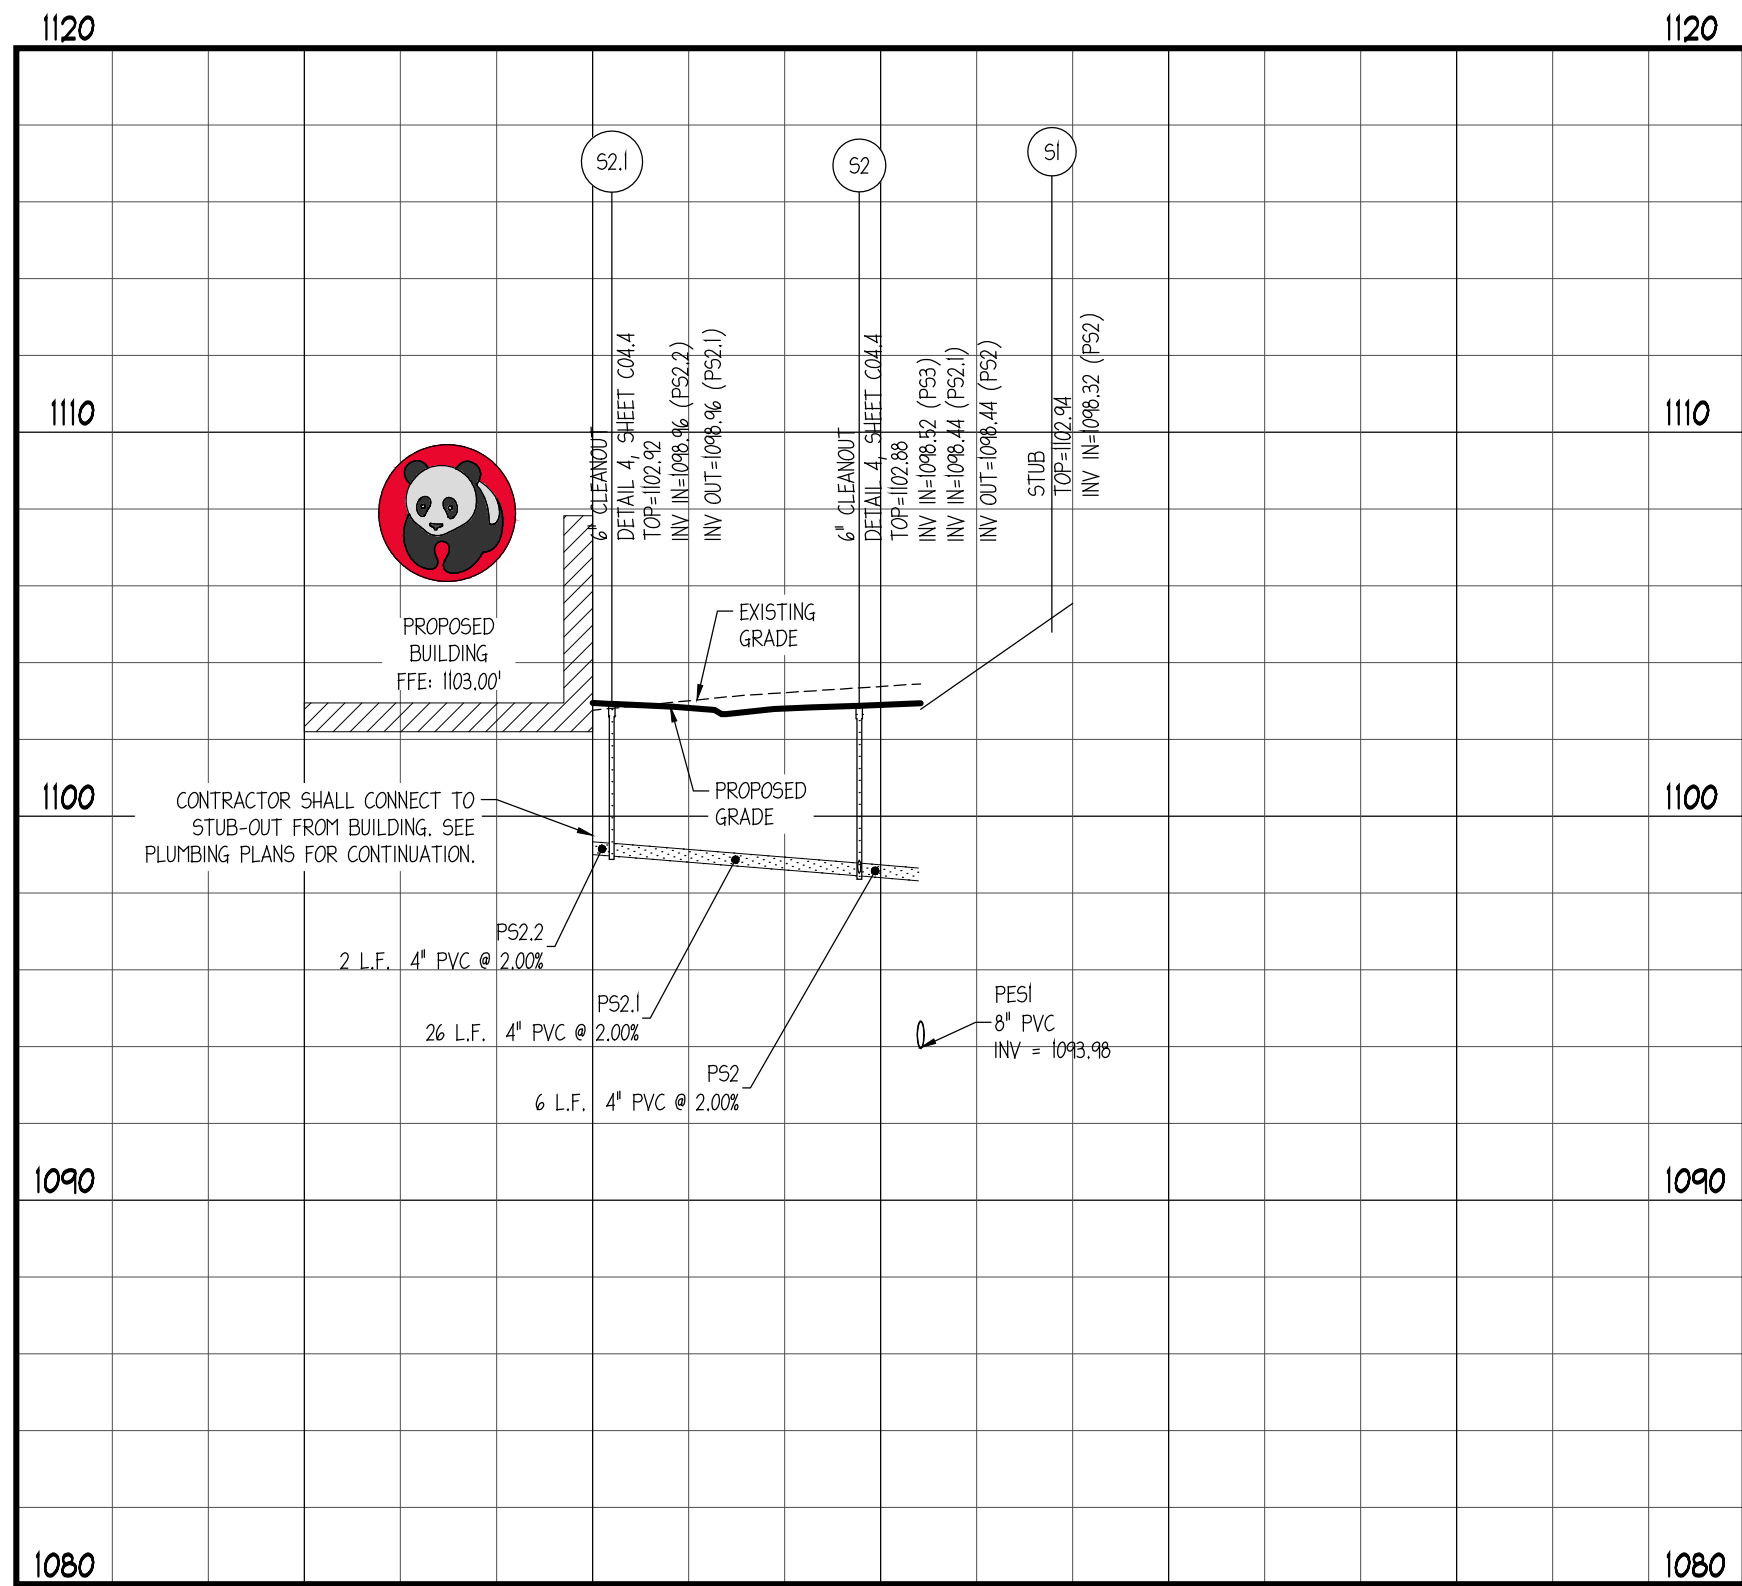 1120
1120
S2.1
S2
S1
6" CLEANOUT
DETAIL 4, SHEET C04.4
TOP=1102.92
INV IN=1098.96 (PS2.2)
INV OUT=1098.96 (PS2.1)
6" CLEANOUT
DETAIL 4, SHEET C04.4
TOP=1102.88
INV IN=1098.52 (PS3)
INV IN=1098.44 (PS2.1)
INV OUT=1098.44 (PS2)
STUB
TOP=1102.94
INV IN=1098.32 (PS2)
1110
1110
EXISTING
GRADE
PROPOSED
BUILDING
FFE: 1103.00'
PROPOSED
GRADE
1100
1100
CONTRACTOR SHALL CONNECT TO
STUB-OUT FROM BUILDING. SEE
PLUMBING PLANS FOR CONTINUATION.
PS2.2
2 L.F. 4" PVC @ 2.00%
PS2.1
26 L.F. 4" PVC @ 2.00%
PS2
6 L.F. 4" PVC @ 2.00%
PES1
8" PVC
INV = 1093.98
1090
1090
1080
1080